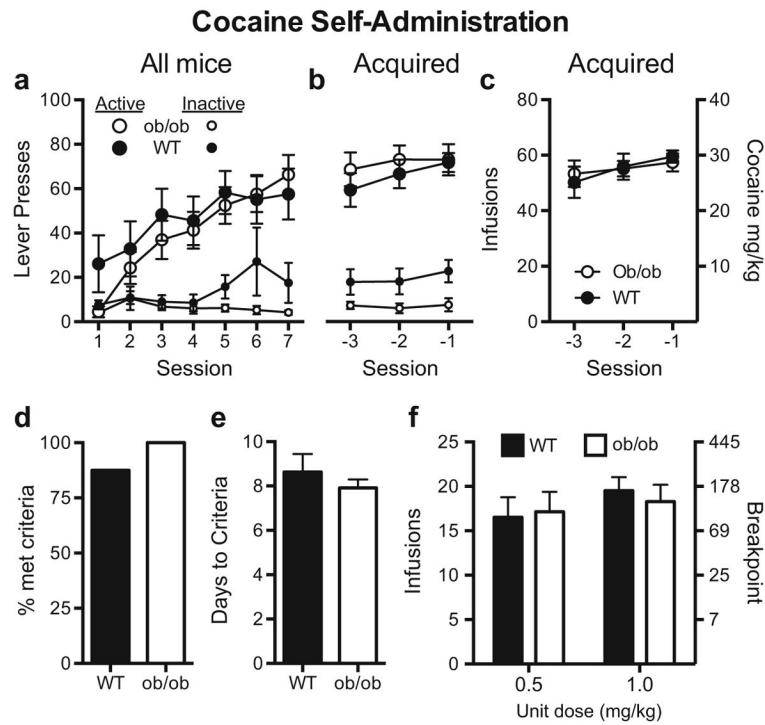 Cocaine Self-Administration
a
All mice
b
Acquired
c
Acquired
Active Inactive
ob/ob
WT
Lever Presses
100
80
60
40
20
0
1 2 3 4 5 6 7
Session
-3 -2 -1
Session
Infusions
80
60
40
20
0
Ob/ob
WT
-3 -2 -1
Session
40
30
20
10
Cocaine mg/kg
d
% met criteria
100
75
50
25
0
WT ob/ob
e
Days to Criteria
10
8
6
4
2
0
WT ob/ob
f
WT ob/ob
Infusions
25
20
15
10
5
0
0.5 1.0
Unit dose (mg/kg)
445
178
69
25
7
Breakpoint